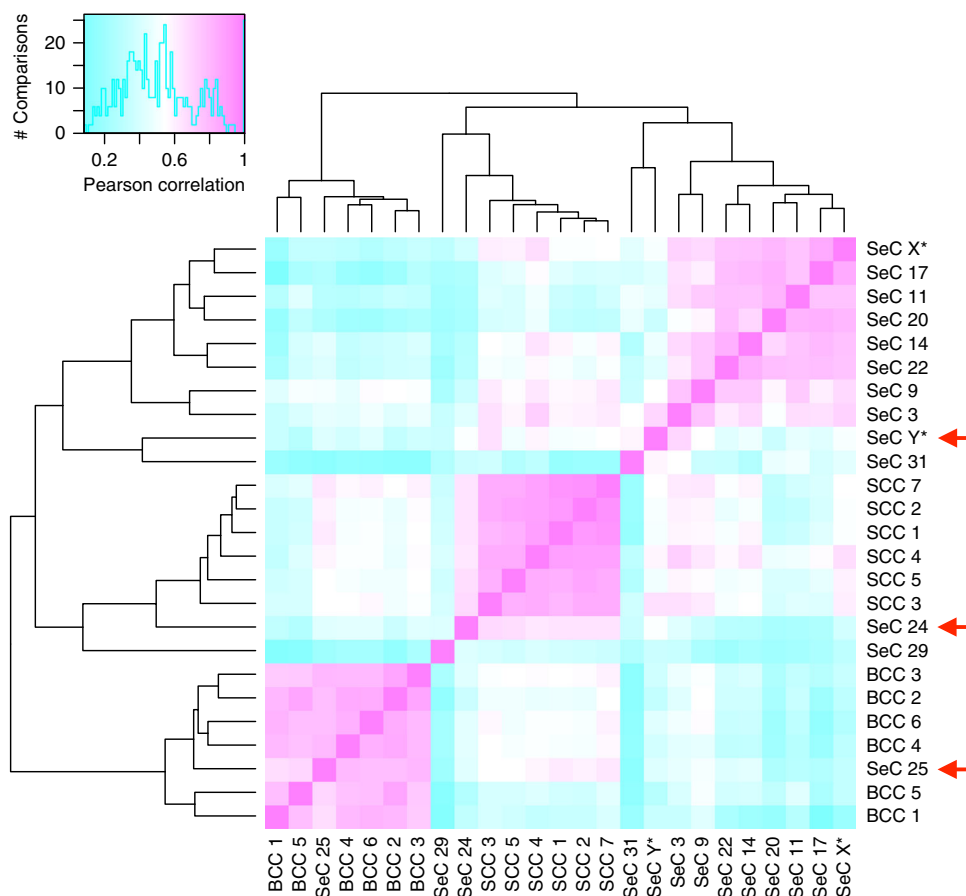 # Comparisons
20
10
0
0.2
0.6
1
Pearson correlation
SeC X*
SeC 17
SeC 11
SeC 20
SeC 14
SeC 22
SeC 9
SeC 3
SeC Y*
SeC 31
SCC 7
SCC 2
SCC 1
SCC 4
SCC 5
SCC 3
SeC 24
SeC 29
BCC 3
BCC 2
BCC 6
BCC 4
SeC 25
BCC 5
BCC 1
BCC 1
BCC 5
SeC 25
BCC 4
BCC 6
BCC 2
BCC 3
SeC 29
SeC 24
SCC 3
SCC 5
SCC 4
SCC 1
SCC 2
SCC 7
SeC 31
SeC Y*
SeC 3
SeC 9
SeC 22
SeC 14
SeC 20
SeC 11
SeC 17
SeC X*